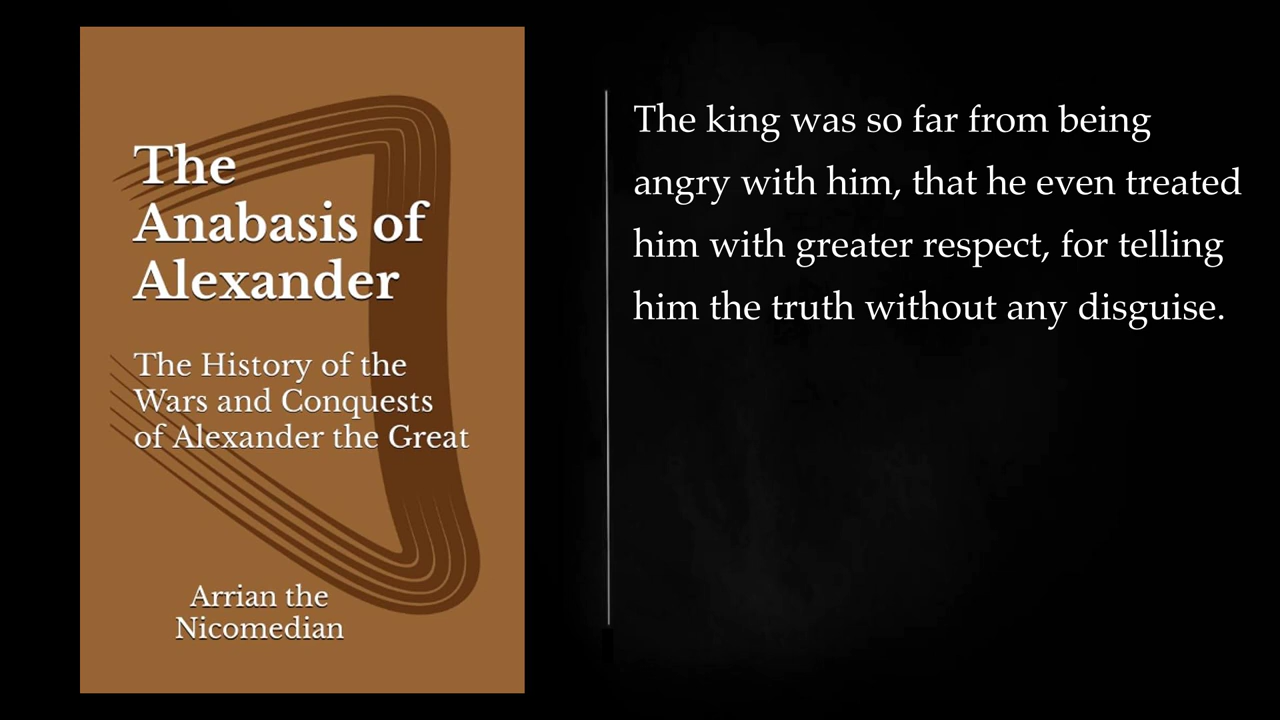 The
Anabasis of
Alexander
The History of the
Wars and Conquests
of Alexander the Great
Arrian the
Nicomedian
The king was so far from being
angry with him, that he even treated
him with greater respect, for telling
him the truth without any disguise.